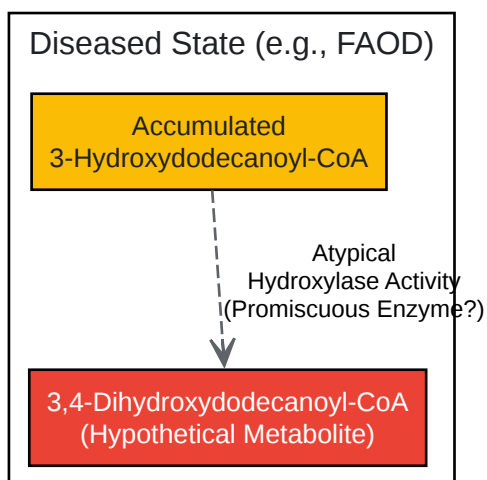 Diseased State (e.g., FAOD)
Accumulated
3-Hydroxydodecanoyl-CoA
Atypical
Hydroxylase Activity
(Promiscuous Enzyme?)
3,4-Dihydroxydodecanoyl-CoA
(Hypothetical Metabolite)